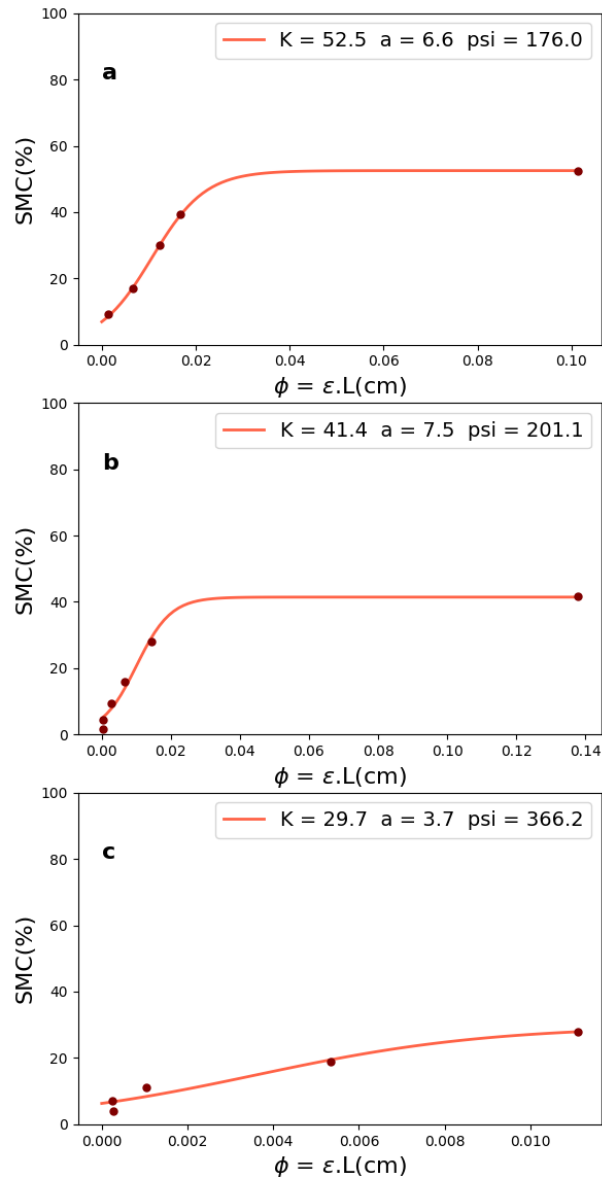 100
K = 52.5 a = 6.6 psi = 176.0
80
a
60
SMC(%)
40
20
0
0.00 0.02 0.04 0.06 0.08 0.10
ϕ = ε.L(cm)
100
K = 41.4 a = 7.5 psi = 201.1
80
b
60
SMC(%)
40
20
0
0.00 0.02 0.04 0.06 0.08 0.10 0.12 0.14
ϕ = ε.L(cm)
100
K = 29.7 a = 3.7 psi = 366.2
80
c
60
SMC(%)
40
20
0
0.000 0.002 0.004 0.006 0.008 0.010
ϕ = ε.L(cm)